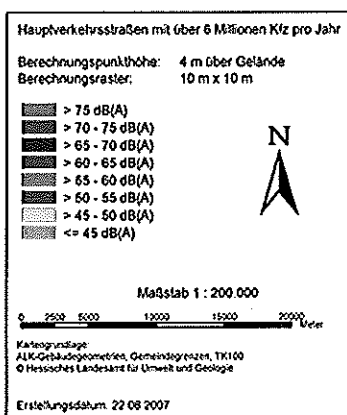 Hauptverkehrsstraßen mit über 6 Millionen Kfz pro Jahr
Berechnungspunkthöhe: 4 m über Gelände
Berechnungsraster: 10 m x 10 m
> 75 dB(A)
> 70 - 75 dB(A)
> 65 - 70 dB(A)
> 60 - 65 dB(A)
> 55 - 60 dB(A)
> 50 - 55 dB(A)
> 45 - 50 dB(A)
<= 45 dB(A)
N
Maßstab 1 : 200.000
0 2500 5000 10000 15000 20000
Meter
Kartengrundlage:
ALK-Gebäudegeometrien, Gemeindegrenzen, TK100
© Hessisches Landesamt für Umwelt und Geologie
Erstellungsdatum: 22.06.2007